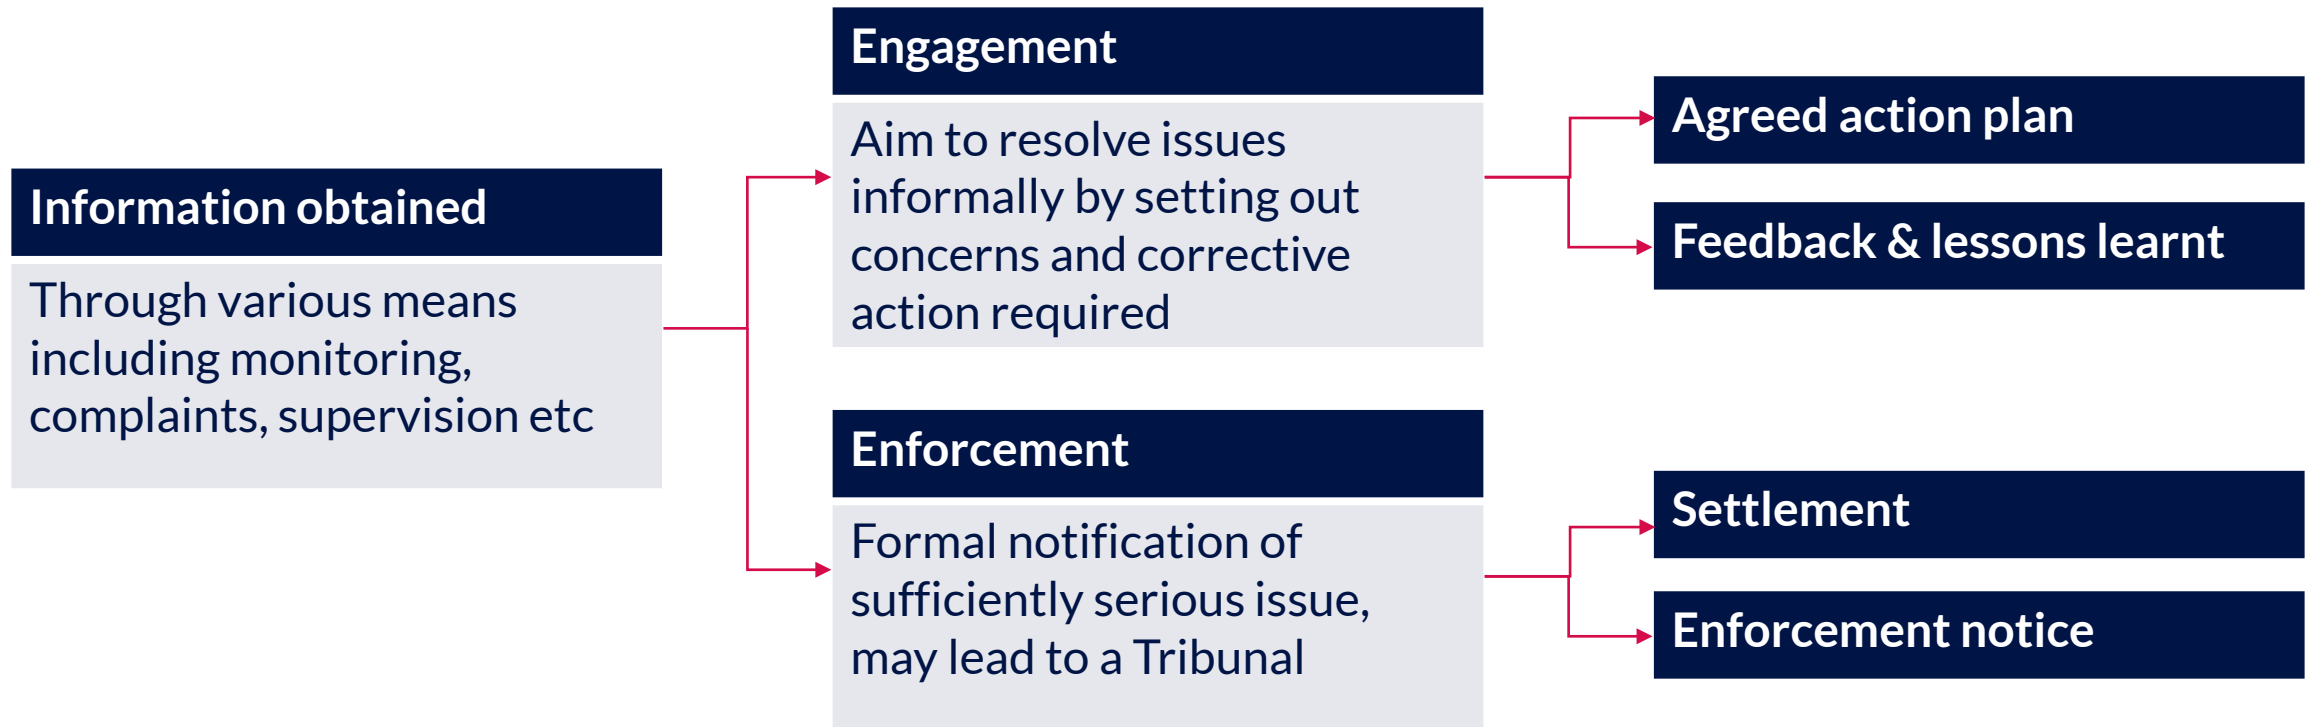 Information obtained
Through various means
including monitoring,
complaints, supervision etc
Engagement
Aim to resolve issues
informally by setting out
concerns and corrective
action required
Agreed action plan
Feedback & lessons learnt
Enforcement
Formal notification of
sufficiently serious issue,
may lead to a Tribunal
Settlement
Enforcement notice